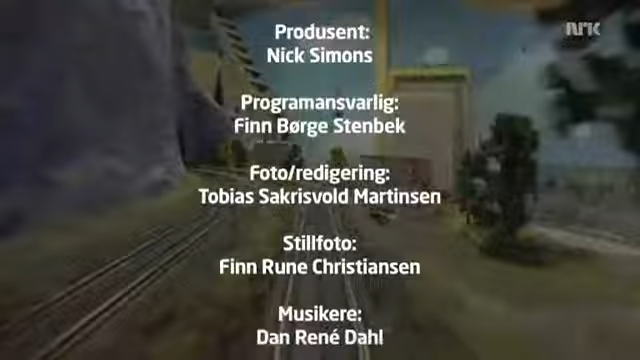 NRK
Produsent:
Nick Simons
Programansvarlig:
Finn Børge Stenbek
Foto/redigering:
Tobias Sakrisvold Martinsen
Stillfoto:
Finn Rune Christiansen
Musikere:
Dan René Dahl